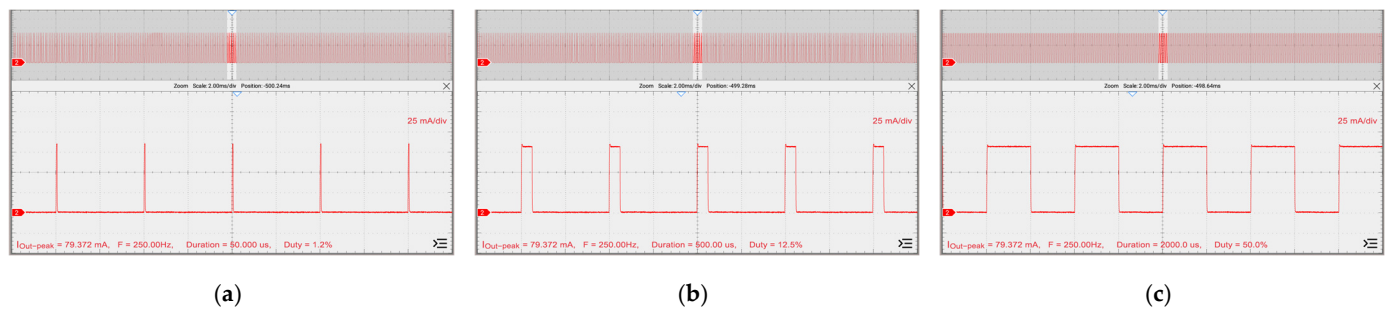 2
Zoom Scale:2.00ms/div Position:-500.24ms
25 mA/div
2
IOut-peak = 79.372 mA, F = 250.00Hz, Duration = 50.000 us, Duty = 1.2%
(a)
2
Zoom Scale:2.00ms/div Position:-499.28ms
25 mA/div
2
IOut-peak = 79.372 mA, F = 250.00Hz, Duration = 500.00 us, Duty = 12.5%
(b)
2
Zoom Scale:2.00ms/div Position:-498.64ms
25 mA/div
2
IOut-peak = 79.372 mA, F = 250.00Hz, Duration = 2000.0 us, Duty = 50.0%
(c)